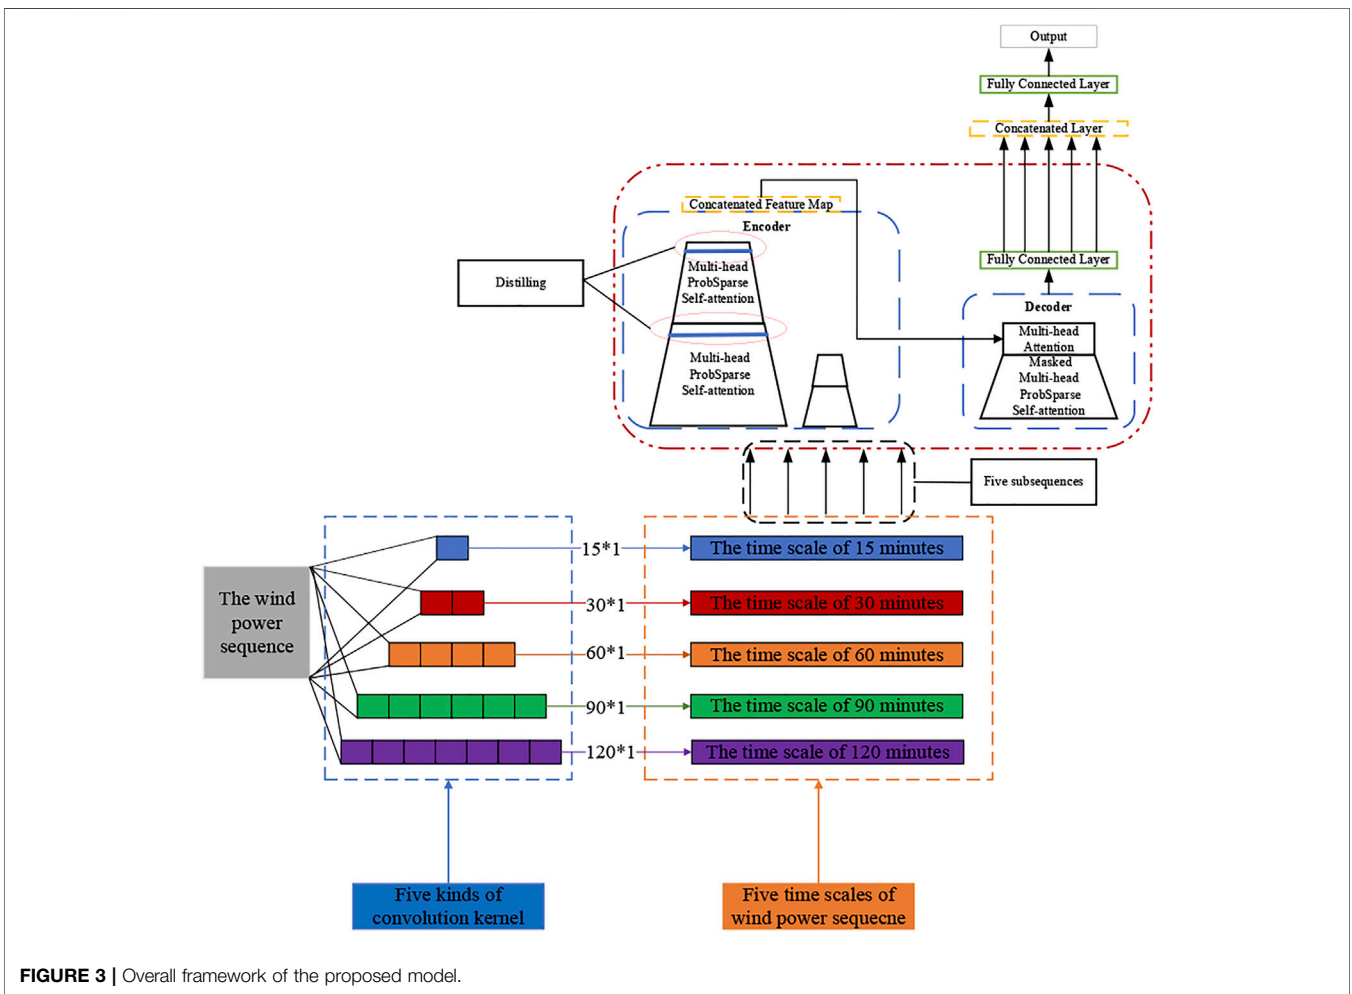 Output
Fully Connected Layer
Concatenated Layer
Concatenated Feature Map
Encoder
Multi-head
ProbSparse
Self-attention
Distilling
Multi-head
ProbSparse
Self-attention
Fully Connected Layer
Decoder
Multi-head
Attention
Masked
Multi-head
ProbSparse
Self-attention
Five subsequences
The wind
power
sequence
15*1
The time scale of 15 minutes
30*1
The time scale of 30 minutes
60*1
The time scale of 60 minutes
90*1
The time scale of 90 minutes
120*1
The time scale of 120 minutes
Five kinds of
convolution kernel
Five time scales of
wind power sequecne
FIGURE 3 | Overall framework of the proposed model.